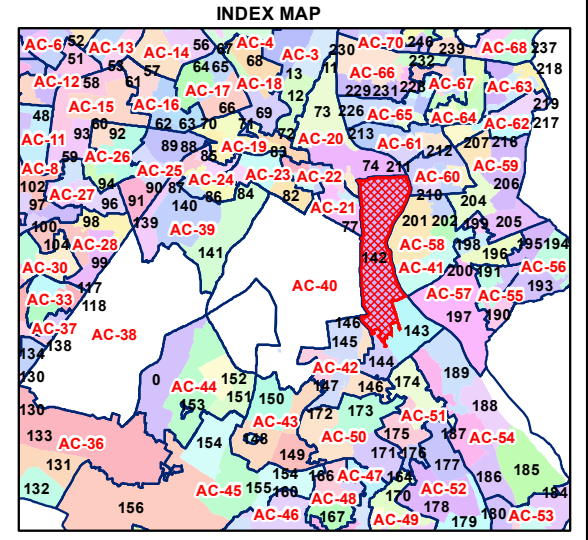 INDEX MAP
AC-6 52 AC-13 AC-14 56 67 AC-4 AC-3 230 AC-70 246 239 AC-68 237
51 53 57 64 65 68 13 11 AC-66 232 218
AC-12 58 61 AC-17 AC-18 12 229 231 228 AC-67 AC-63
48 AC-15 AC-16 66 69 73 226 AC-65 AC-64 219
60 62 63 70 71 AC-62 217
AC-11 93 92 89 88 AC-19 72 AC-20 213 AC-61 212 207 216
59 AC-26 85 83 74 211 AC-59
AC-8 AC-25 AC-24 AC-23 AC-22 AC-60 206
102 AC-27 94 90 87 86 84 82 210 204
97 96 91 140 AC-21
100 98 139 AC-39 77 201 202 199 205
104 AC-28 141 142 AC-58 198 196 195 194
AC-30 99 AC-41 200 191 AC-56
AC-33 117 AC-40 AC-57 AC-55 193
118 197 190
AC-37 AC-38 146 143
138 145
134 144
130 0 AC-44 152 AC-42 189
151 147 146 174
130 153 150 172 173 AC-51 188
133 AC-36 154 AC-43 148 AC-50 175 187 AC-54
131 149 171 176 177
132 154 166 AC-47 164 186 185
AC-45 155 160 AC-48 170 AC-52 184
156 AC-46 167 AC-49 178 179 180 AC-53